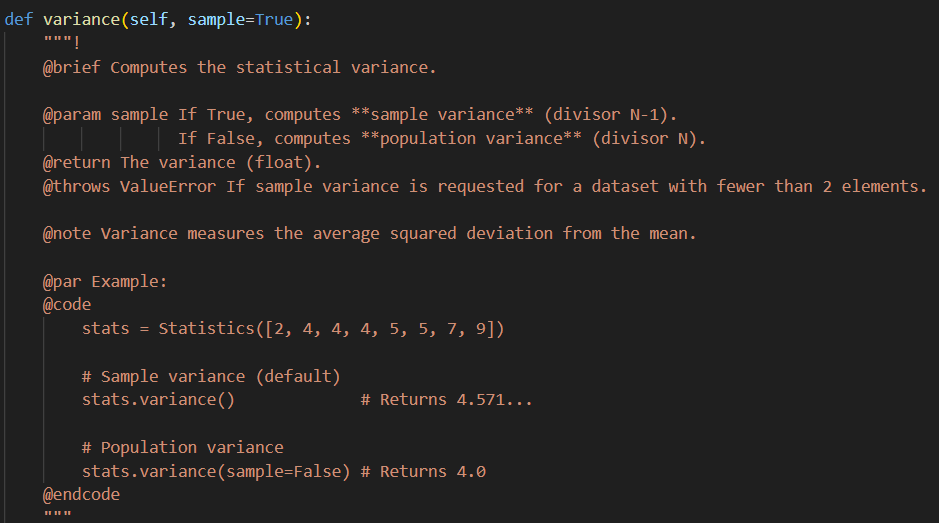 def variance(self, sample=True):
    """!
    @brief Computes the statistical variance.

    @param sample If True, computes **sample variance** (divisor N-1).
                  If False, computes **population variance** (divisor N).
    @return The variance (float).
    @throws ValueError If sample variance is requested for a dataset with fewer than 2 elements.

    @note Variance measures the average squared deviation from the mean.

    @par Example:
    @code
        stats = Statistics([2, 4, 4, 4, 5, 5, 7, 9])

        # Sample variance (default)
        stats.variance()             # Returns 4.571...

        # Population variance
        stats.variance(sample=False) # Returns 4.0
    @endcode
    """